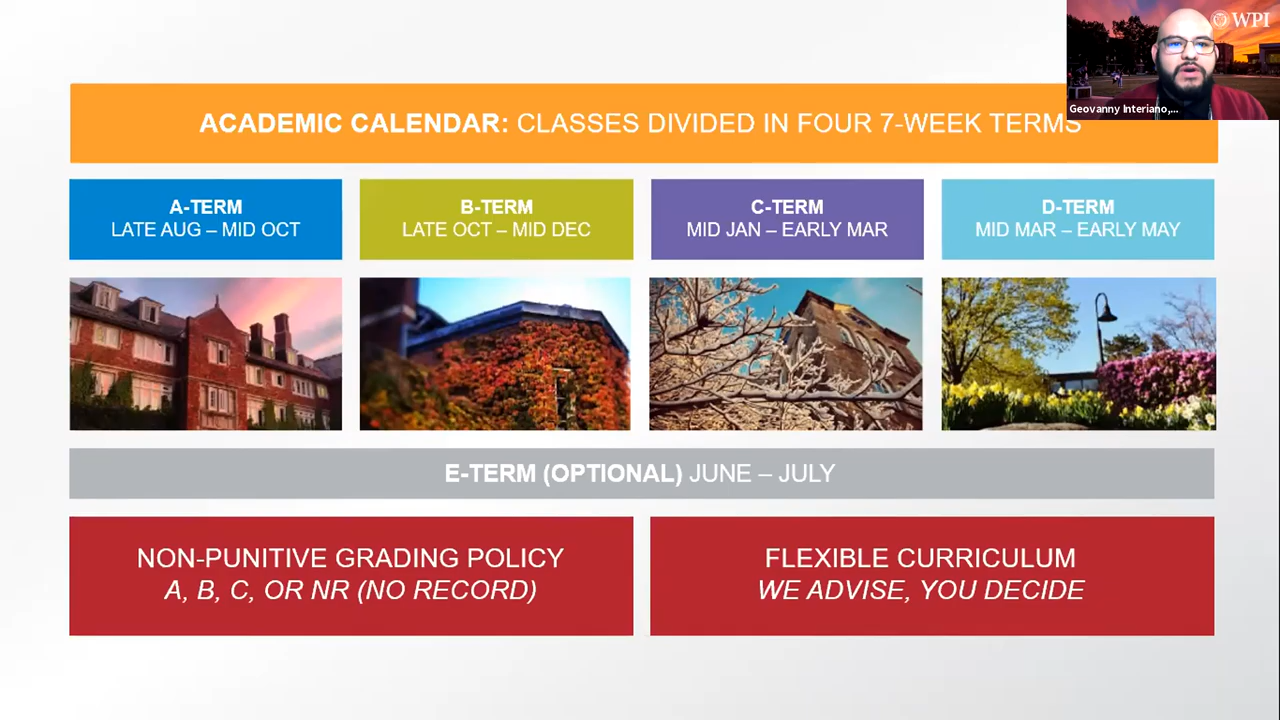 WPI
Geovanny Interiano,...
ACADEMIC CALENDAR: CLASSES DIVIDED IN FOUR 7-WEEK TERMS
A-TERM
LATE AUG – MID OCT
B-TERM
LATE OCT – MID DEC
C-TERM
MID JAN – EARLY MAR
D-TERM
MID MAR – EARLY MAY
E-TERM (OPTIONAL) JUNE – JULY
NON-PUNITIVE GRADING POLICY
A, B, C, OR NR (NO RECORD)
FLEXIBLE CURRICULUM
WE ADVISE, YOU DECIDE